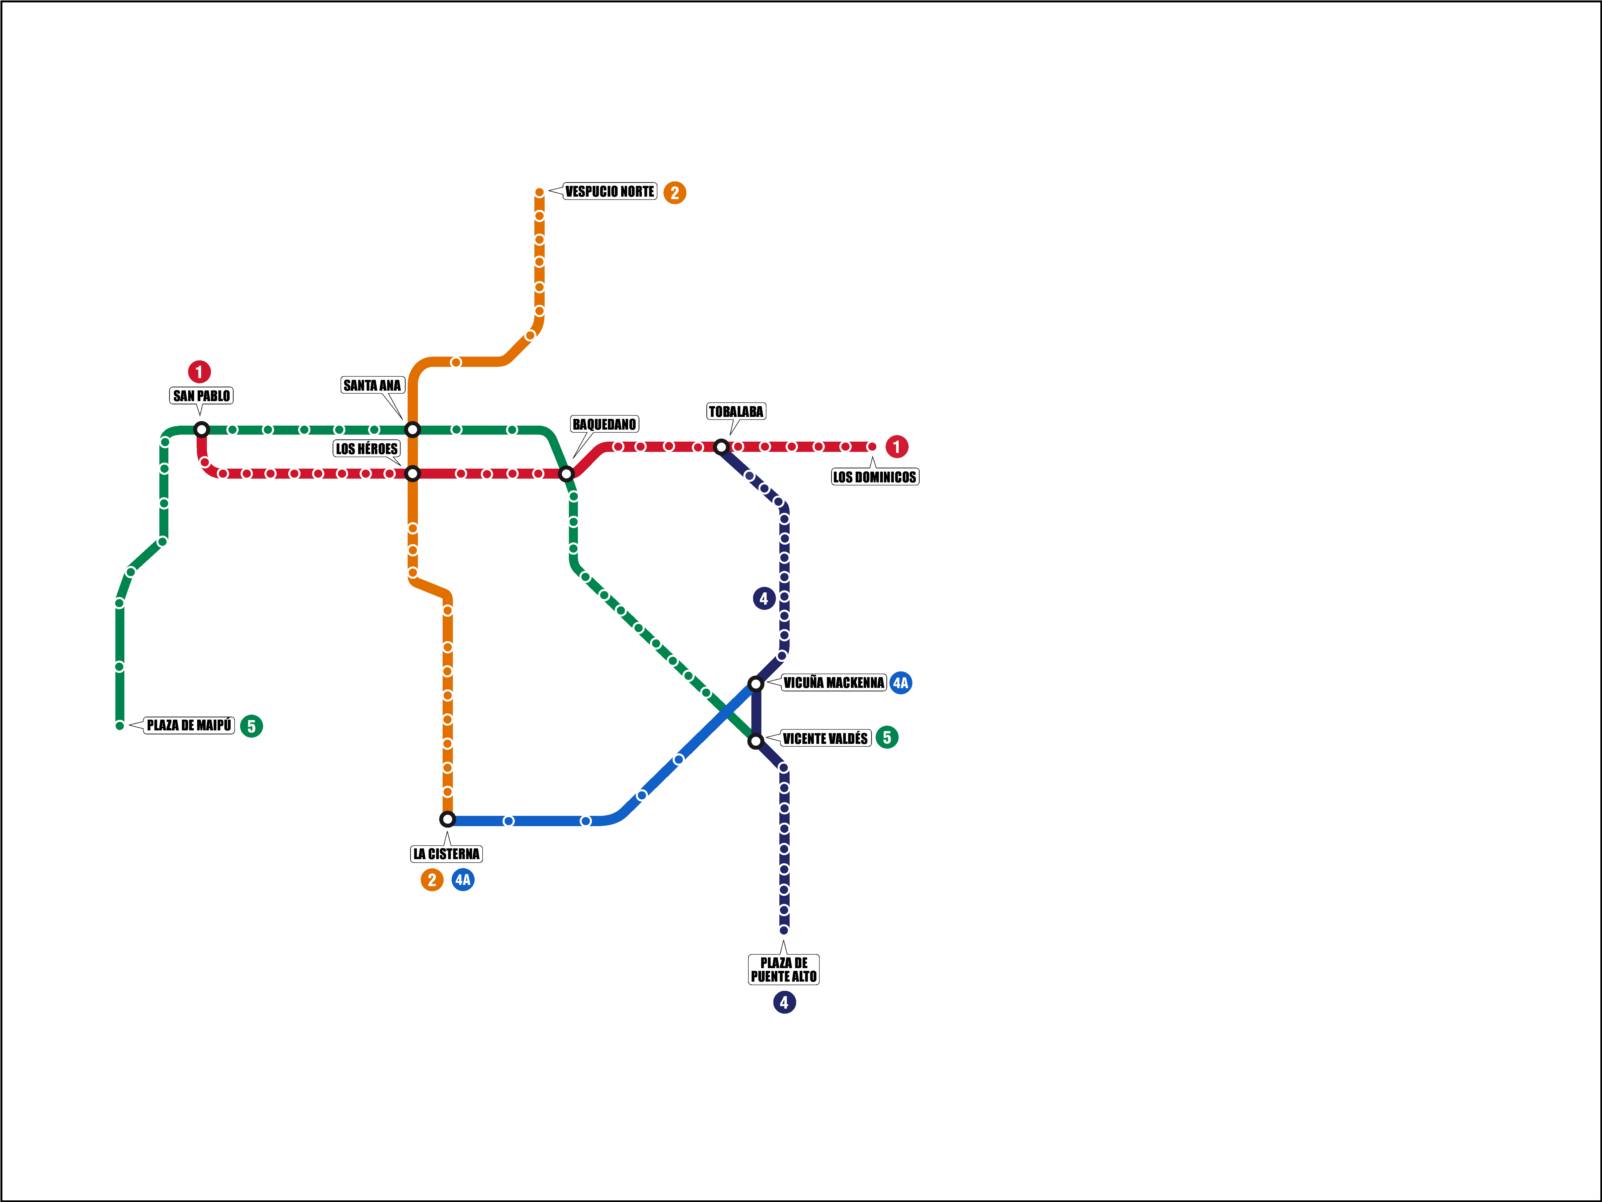 VESPUCIO NORTE 2
1
SAN PABLO
SANTA ANA
LOS HÉROES
BAQUEDANO
TOBALABA
1
LOS DOMINICOS
4
VICUÑA MACKENNA 4A
PLAZA DE MAIPÚ 5
VICENTE VALDÉS 5
LA CISTERNA
2 4A
PLAZA DE
PUENTE ALTO
4